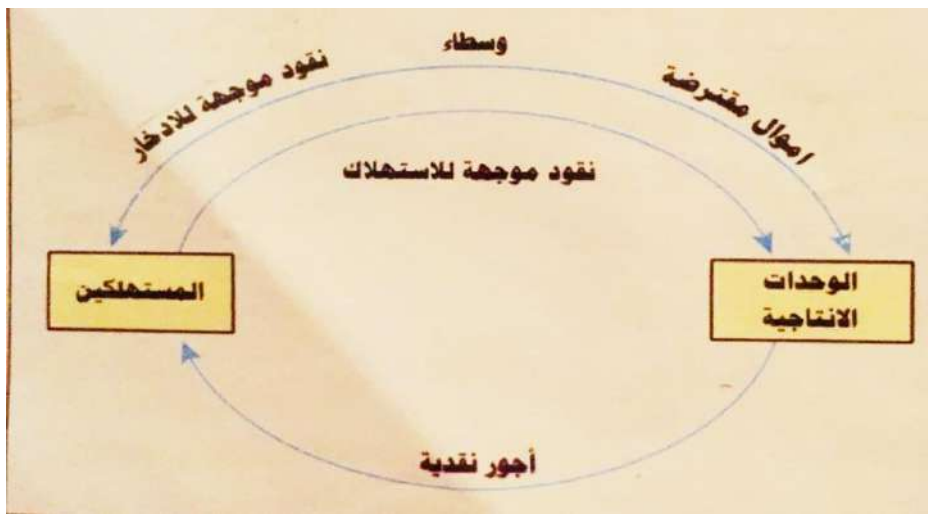 وسطاء
نقود موجهة للادخار
اموال مقترضة
نقود موجهة للاستهلاك
المستهلكين
الوحدات
الانتاجية
أجور نقدية